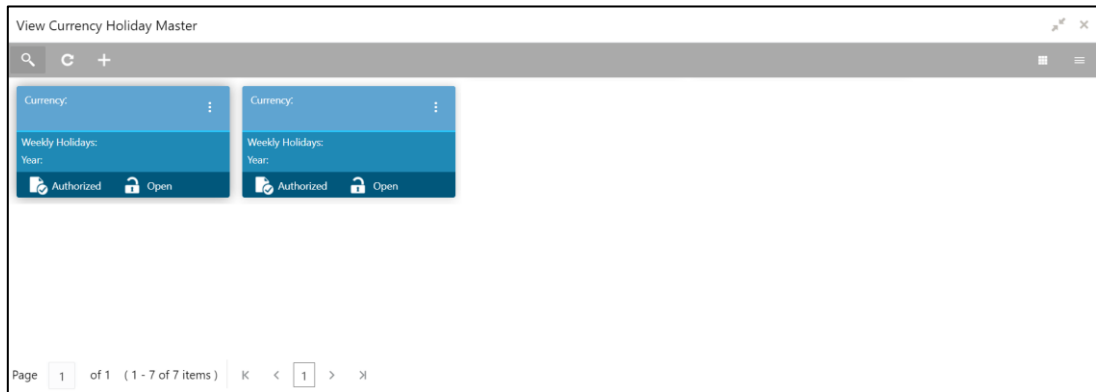 View Currency Holiday Master
Currency: Currency:
Weekly Holidays: Weekly Holidays:
Year: Year:
Authorized Open Authorized Open
Page 1 of 1 ( 1 - 7 of 7 items ) 1